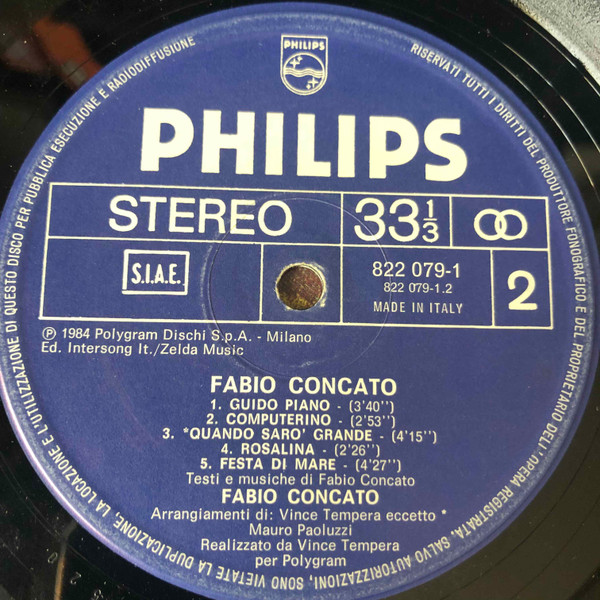 PHILIPS
PHILIPS
STEREO
33 1/3
S.I.A.E.
822 079-1
822 079-1.2
MADE IN ITALY
2
℗ 1984 Polygram Dischi S.p.A. - Milano
Ed. Intersong It./Zelda Music
FABIO CONCATO
1. GUIDO PIANO - (3'40'')
2. COMPUTERINO - (2'53'')
3. *QUANDO SARO' GRANDE - (4'15'')
4. ROSALINA - (2'26'')
5. FESTA DI MARE - (4'27'')
Testi e musiche di Fabio Concato
FABIO CONCATO
Arrangiamenti di: Vince Tempera eccetto *
Mauro Paoluzzi
Realizzato da Vince Tempera
per Polygram
RISERVATI TUTTI I DIRITTI DEL PRODUTTORE FONOGRAFICO E DEL PROPRIETARIO DELL'OPERA REGISTRATA. SALVO AUTORIZZAZIONI, SONO VIETATE LA DUPLICAZIONE, LA LOCAZIONE E L'UTILIZZAZIONE DI QUESTO DISCO PER PUBBLICA ESECUZIONE E RADIODIFFUSIONE